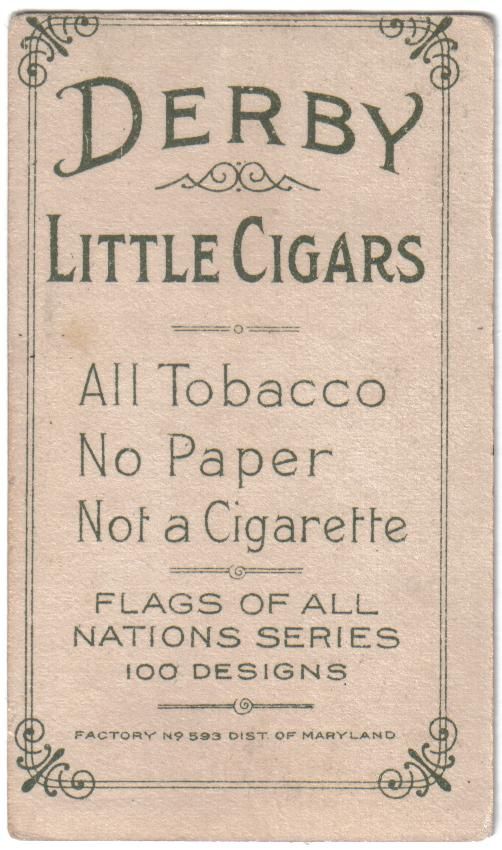 DERBY
LITTLE CIGARS
All Tobacco
No Paper
Not a Cigarette
FLAGS OF ALL
NATIONS SERIES
100 DESIGNS
FACTORY Nº 593 DIST. OF MARYLAND